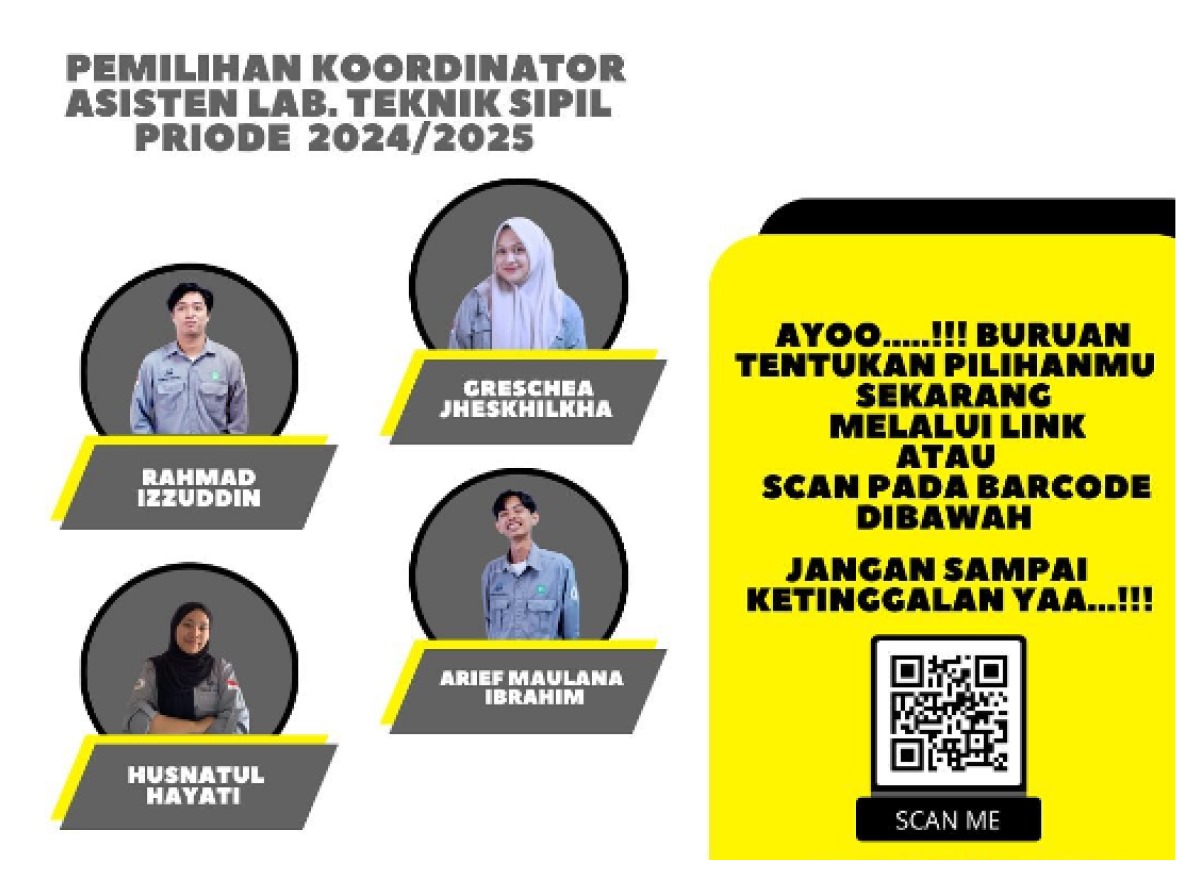 PEMILIHAN KOORDINATOR
ASISTEN LAB. TEKNIK SIPIL
PRIODE 2024/2025
GRESCHEA
JHESKHILKHA
RAHMAD
IZZUDDIN
ARIEF MAULANA
IBRAHIM
HUSNATUL
HAYATI
AYOO.....!!! BURUAN
TENTUKAN PILIHANMU
SEKARANG
MELALUI LINK
ATAU
SCAN PADA BARCODE
DIBAWAH
JANGAN SAMPAI
KETINGGALAN YAA...!!!
SCAN ME